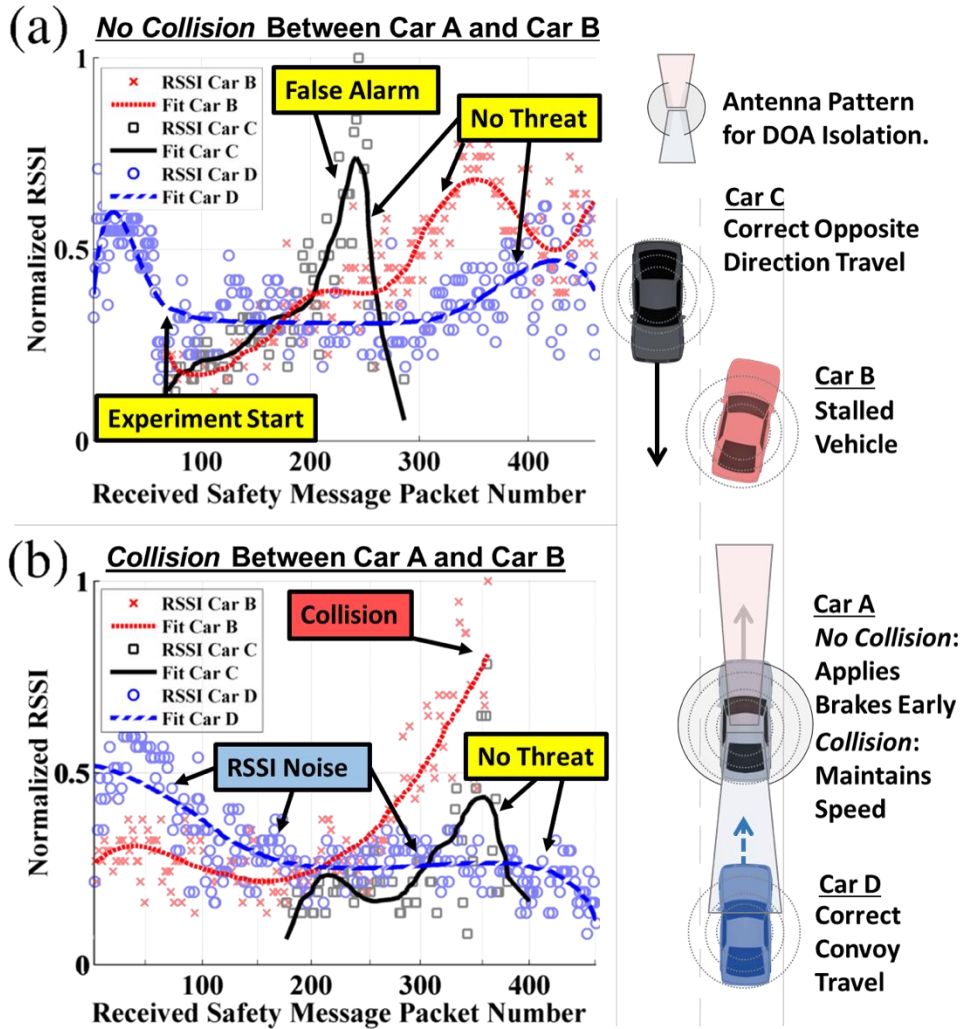 (a)
No Collision Between Car A and Car B
1
0.5
0
Normalized RSSI
RSSI Car B
Fit Car B
RSSI Car C
Fit Car C
RSSI Car D
Fit Car D
False Alarm
No Threat
Experiment Start
100 200 300 400
Received Safety Message Packet Number
Antenna Pattern
for DOA Isolation.
Car C
Correct Opposite
Direction Travel
Car B
Stalled
Vehicle
(b)
Collision Between Car A and Car B
1
0.5
0
Normalized RSSI
RSSI Car B
Fit Car B
RSSI Car C
Fit Car C
RSSI Car D
Fit Car D
Collision
RSSI Noise
No Threat
100 200 300 400
Received Safety Message Packet Number
Car A
No Collision:
Applies
Brakes Early
Collision:
Maintains
Speed
Car D
Correct
Convoy
Travel